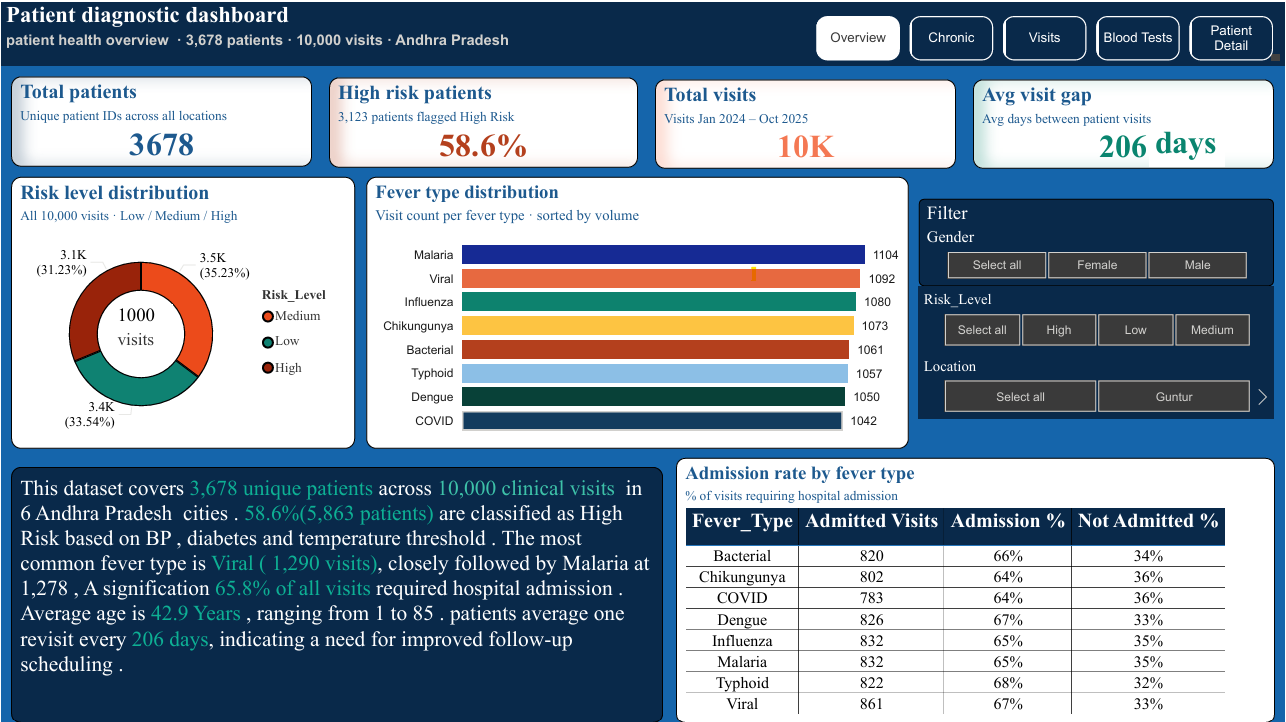 Patient diagnostic dashboard
patient health overview · 3,678 patients · 10,000 visits · Andhra Pradesh
Overview
Chronic
Visits
Blood Tests
Patient
Detail
Total patients
Unique patient IDs across all locations
3678
High risk patients
3,123 patients flagged High Risk
58.6%
Total visits
Visits Jan 2024 – Oct 2025
10K
Avg visit gap
Avg days between patient visits
206 days
Risk level distribution
All 10,000 visits · Low / Medium / High
3.1K
(31.23%)
3.5K
(35.23%)
1000
visits
3.4K
(33.54%)
Risk_Level
Medium
Low
High
Fever type distribution
Visit count per fever type · sorted by volume
Malaria 1104
Viral 1092
Influenza 1080
Chikungunya 1073
Bacterial 1061
Typhoid 1057
Dengue 1050
COVID 1042
Filter
Gender
Select all Female Male
Risk_Level
Select all High Low Medium
Location
Select all Guntur
This dataset covers 3,678 unique patients across 10,000 clinical visits in
6 Andhra Pradesh cities . 58.6%(5,863 patients) are classified as High
Risk based on BP , diabetes and temperature threshold . The most
common fever type is Viral ( 1,290 visits), closely followed by Malaria at
1,278 , A signification 65.8% of all visits required hospital admission .
Average age is 42.9 Years , ranging from 1 to 85 . patients average one
revisit every 206 days, indicating a need for improved follow-up
scheduling .
Admission rate by fever type
% of visits requiring hospital admission
Fever_Type Admitted Visits Admission % Not Admitted %
Bacterial 820 66% 34%
Chikungunya 802 64% 36%
COVID 783 64% 36%
Dengue 826 67% 33%
Influenza 832 65% 35%
Malaria 832 65% 35%
Typhoid 822 68% 32%
Viral 861 67% 33%